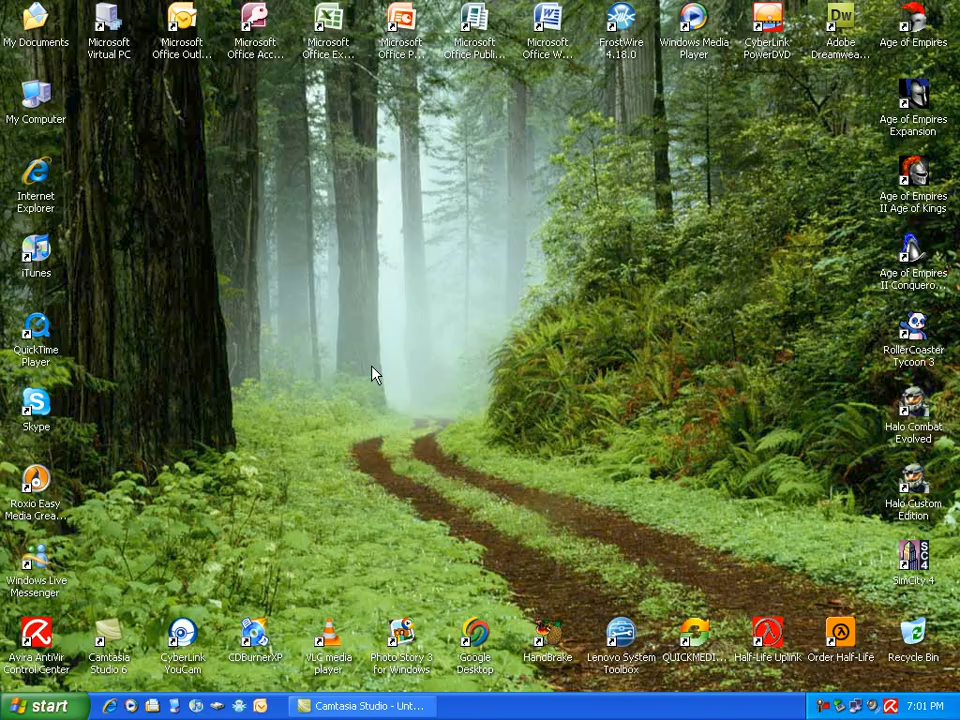 My Documents
Microsoft
Virtual PC
Microsoft
Office Outl...
Microsoft
Office Acc...
Microsoft
Office Ex...
Microsoft
Office P...
Microsoft
Office Publi...
Microsoft
Office W...
FrostWire
4.18.0
Windows Media
Player
CyberLink
PowerDVD
Dw
Adobe
Dreamwea...
Age of Empires
My Computer
Age of Empires
Expansion
Internet
Explorer
Age of Empires
II Age of Kings
iTunes
Age of Empires
II Conquero...
QuickTime
Player
RollerCoaster
Tycoon 3
Skype
Halo Combat
Evolved
Roxio Easy
Media Crea...
Halo Custom
Edition
Windows Live
Messenger
SC4
SimCity 4
Avira AntiVir
ControlCenter
Camtasia
Studio 6
CyberLink
YouCam
CDBurnerXP
VLC media
player
Photo Story 3
for Windows
Google
Desktop
HandBrake
Lenovo System
Toolbox
QUICKMEDI...
Half-Life Uplink
Order Half-Life
Recycle Bin
start
Camtasia Studio - Unt...
7:01 PM